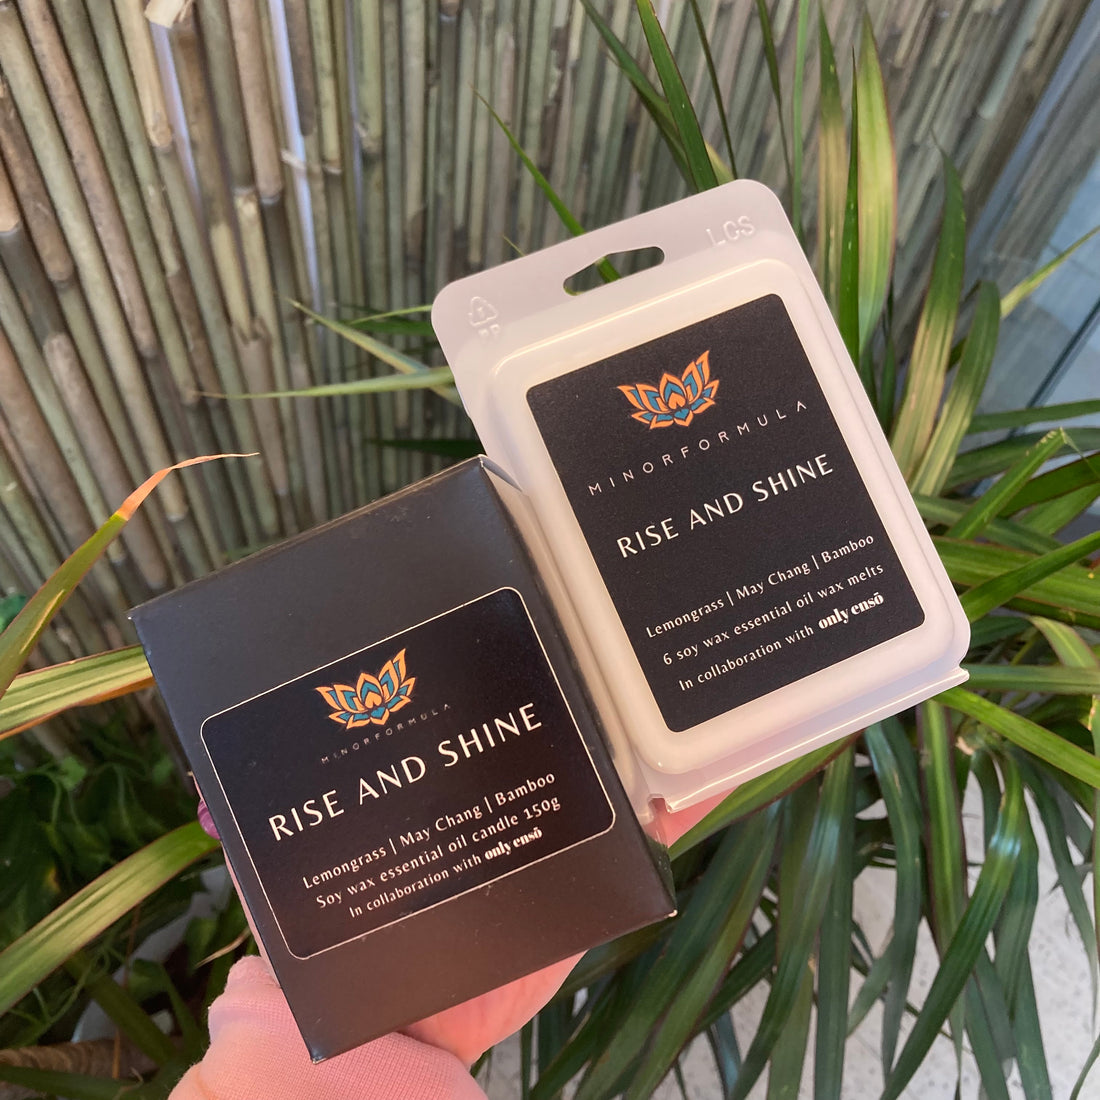 LGS
PP
MINORFORMULA
RISE AND SHINE
Lemongrass | May Chang | Bamboo
6 soy wax essential oil wax melts
In collaboration with only ensō
MINORFORMULA
RISE AND SHINE
Lemongrass | May Chang | Bamboo
Soy wax essential oil candle 150g
In collaboration with only ensō